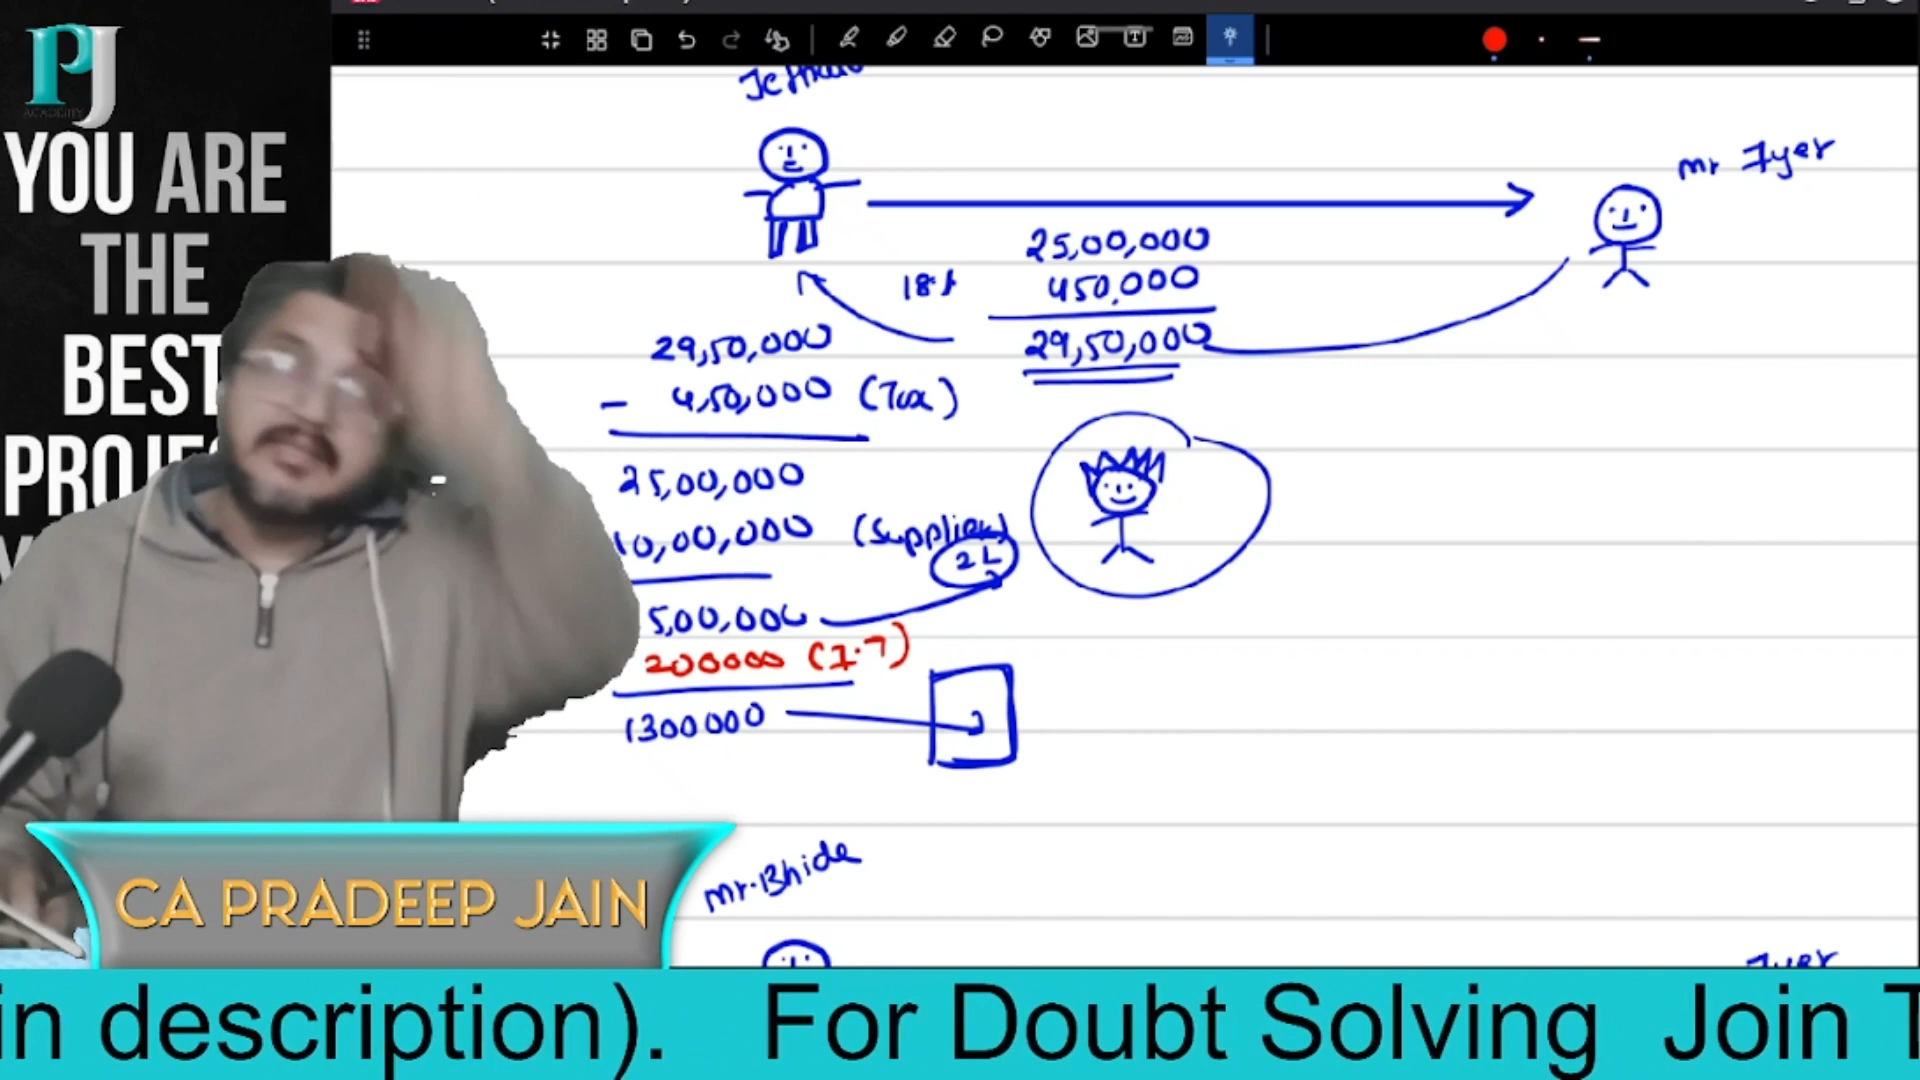 PJ
ACADEMY
YOU ARE
THE
BEST
mr Iyer
25,00,000
18%
450,000
29,50,000
29,50,000
- 4,50,000 (Tax)
25,00,000
10,00,000 (Supplier)
2L
5,00,000
200000 (I.T)
1300000
2
mr. Bhide
CA PRADEEP JAIN
in description). For Doubt Solving Join T